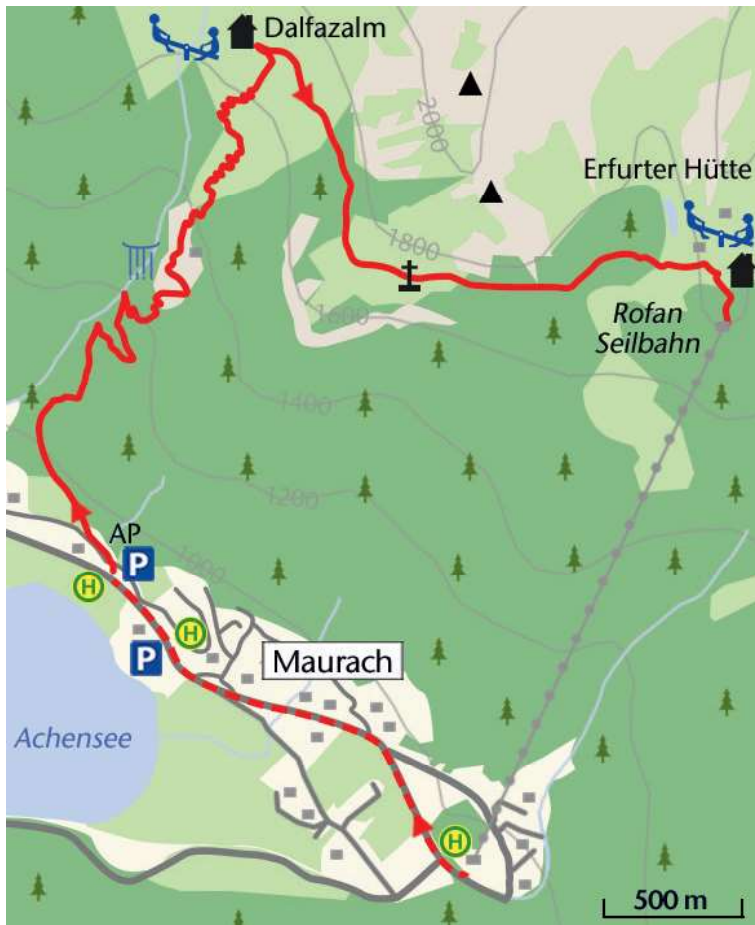 Dalfazalm
2000
Erfurter Hütte
1800
1600
Rofan
Seilbahn
1400
1200
1000
AP
P
H
H
P
Maurach
Achensee
H
500 m